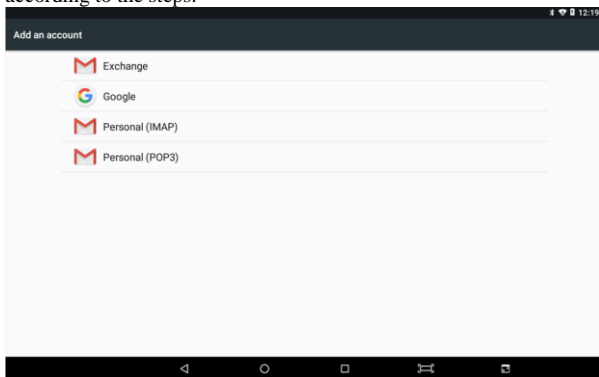 according to the steps.
12:19
Add an account
Exchange
Google
Personal (IMAP)
Personal (POP3)